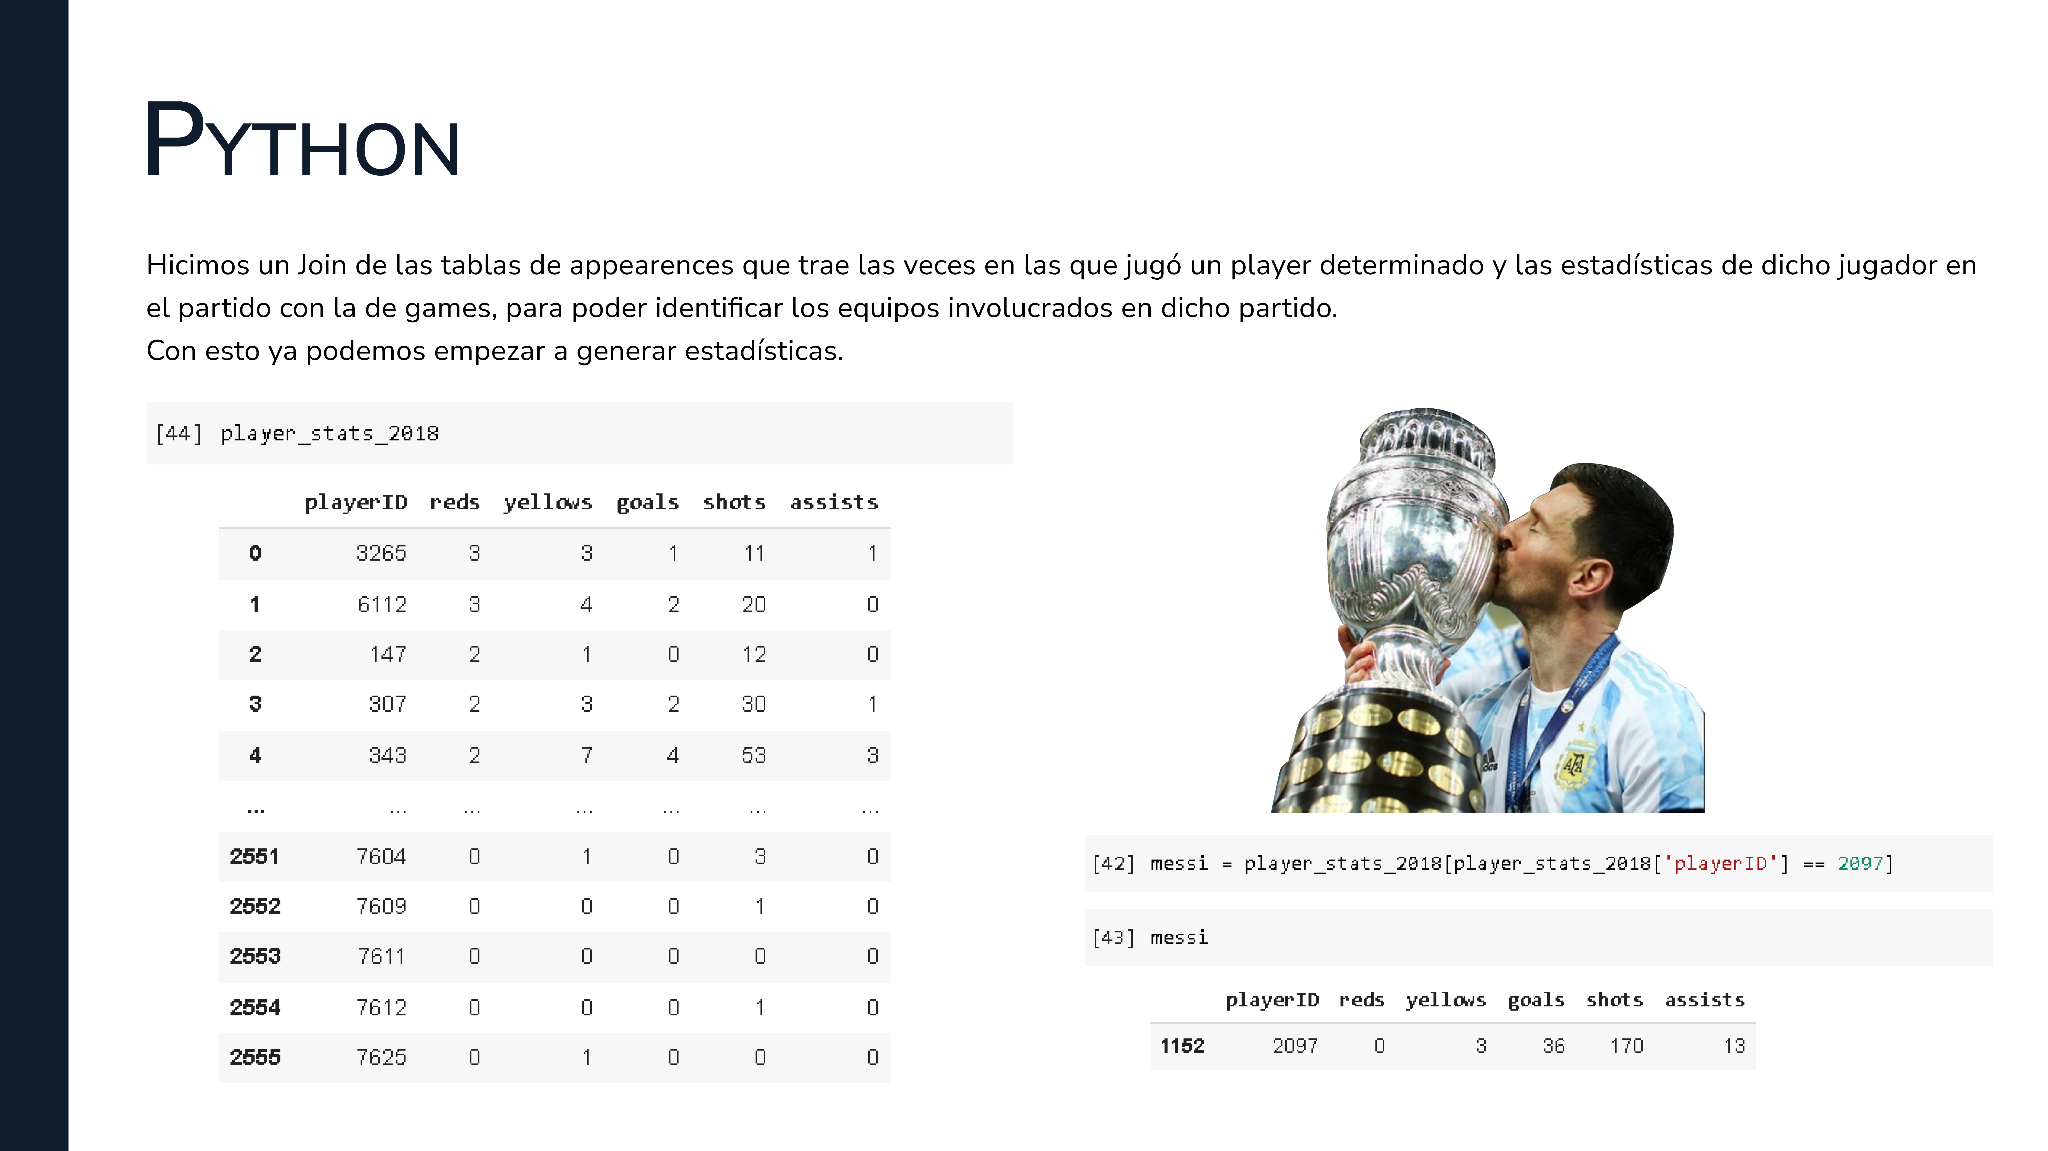 Python
Hicimos un Join de las tablas de appearences que trae las veces en las que jugó un player determinado y las estadísticas de dicho jugador en
el partido con la de games, para poder identificar los equipos involucrados en dicho partido.
Con esto ya podemos empezar a generar estadísticas.
[44] player_stats_2018
playerID reds yellows goals shots assists
0 3265 3 3 1 11 1
1 6112 3 4 2 20 0
2 147 2 1 0 12 0
3 307 2 3 2 30 1
4 343 2 7 4 53 3
... ... ... ... ... ... ...
2551 7604 0 1 0 3 0
2552 7609 0 0 0 1 0
2553 7611 0 0 0 0 0
2554 7612 0 0 0 1 0
2555 7625 0 1 0 0 0
AFA
[42] messi = player_stats_2018[player_stats_2018['playerID'] == 2097]
[43] messi
playerID reds yellows goals shots assists
1152 2097 0 3 36 170 13